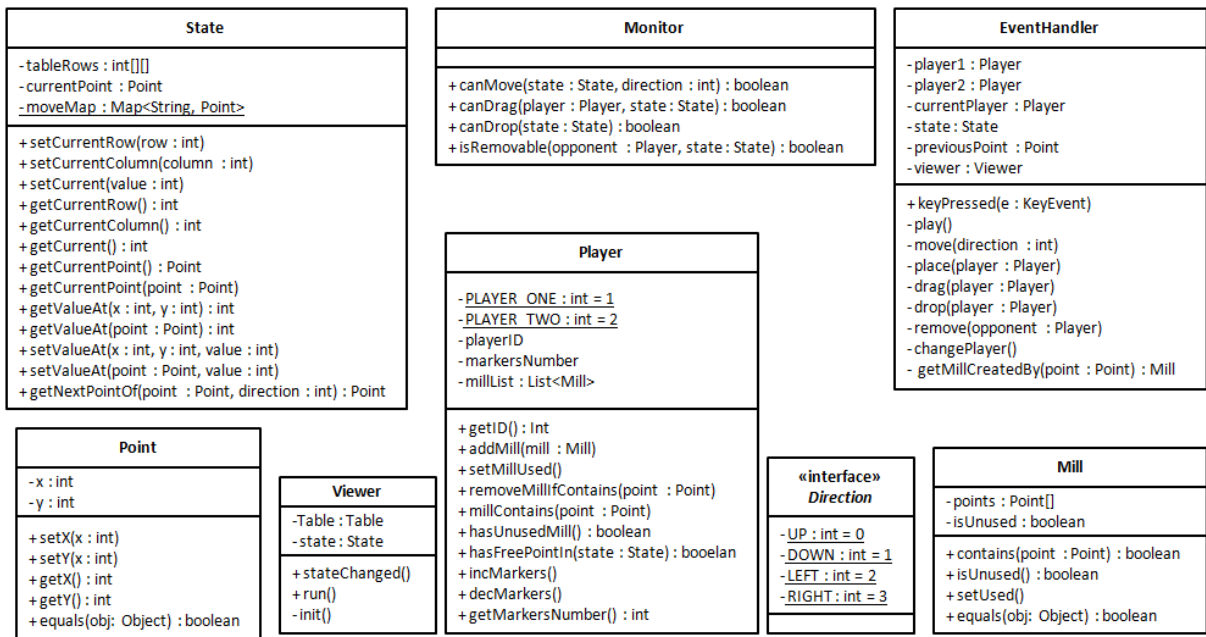 State
-tableRows : int[][]
-currentPoint : Point
-moveMap : Map<String, Point>
+setCurrentRow(row : int)
+setCurrentColumn(column : int)
+setCurrent(value : int)
+getCurrentRow() : int
+getCurrentColumn() : int
+getCurrent() : int
+getCurrentPoint() : Point
+getCurrentPoint(point : Point)
+getValueAt(x : int, y : int) : int
+getValueAt(point : Point) : int
+setValueAt(x : int, y : int, value : int)
+setValueAt(point : Point, value : int)
+getNextPointOf(point : Point, direction : int) : Point
Monitor
+canMove(state : State, direction : int) : boolean
+canDrag(player : Player, state : State) : boolean
+canDrop(state : State) : boolean
+isRemovable(opponent : Player, state : State) : boolean
EventHandler
-player1 : Player
-player2 : Player
-currentPlayer : Player
-state : State
-previousPoint : Point
-viewer : Viewer
+keyPressed(e : KeyEvent)
-play()
-move(direction : int)
-place(player : Player)
-drag(player : Player)
-drop(player : Player)
-remove(opponent : Player)
-changePlayer()
- getMillCreatedBy(point : Point) : Mill
Player
-PLAYER_ONE : int = 1
-PLAYER_TWO : int = 2
-playerID
-markersNumber
-millList : List<Mill>
+getID() : Int
+addMill(mill : Mill)
+setMillUsed()
+removeMillIfContains(point : Point)
+millContains(point : Point)
+hasUnusedMill() : boolean
+hasFreePointIn(state : State) : booelan
+incMarkers()
+decMarkers()
+getMarkersNumber() : int
Point
-x : int
-y : int
+setX(x : int)
+setY(x : int)
+getX() : int
+getY() : int
+equals(obj: Object) : boolean
Viewer
-Table : Table
-state : State
+stateChanged()
+run()
-init()
«interface»
Direction
-UP : int = 0
-DOWN : int = 1
-LEFT : int = 2
-RIGHT : int = 3
Mill
-points : Point[]
-isUnused : boolean
+contains(point : Point) : boolean
+isUnused() : boolean
+setUsed()
+equals(obj : Object) : boolean